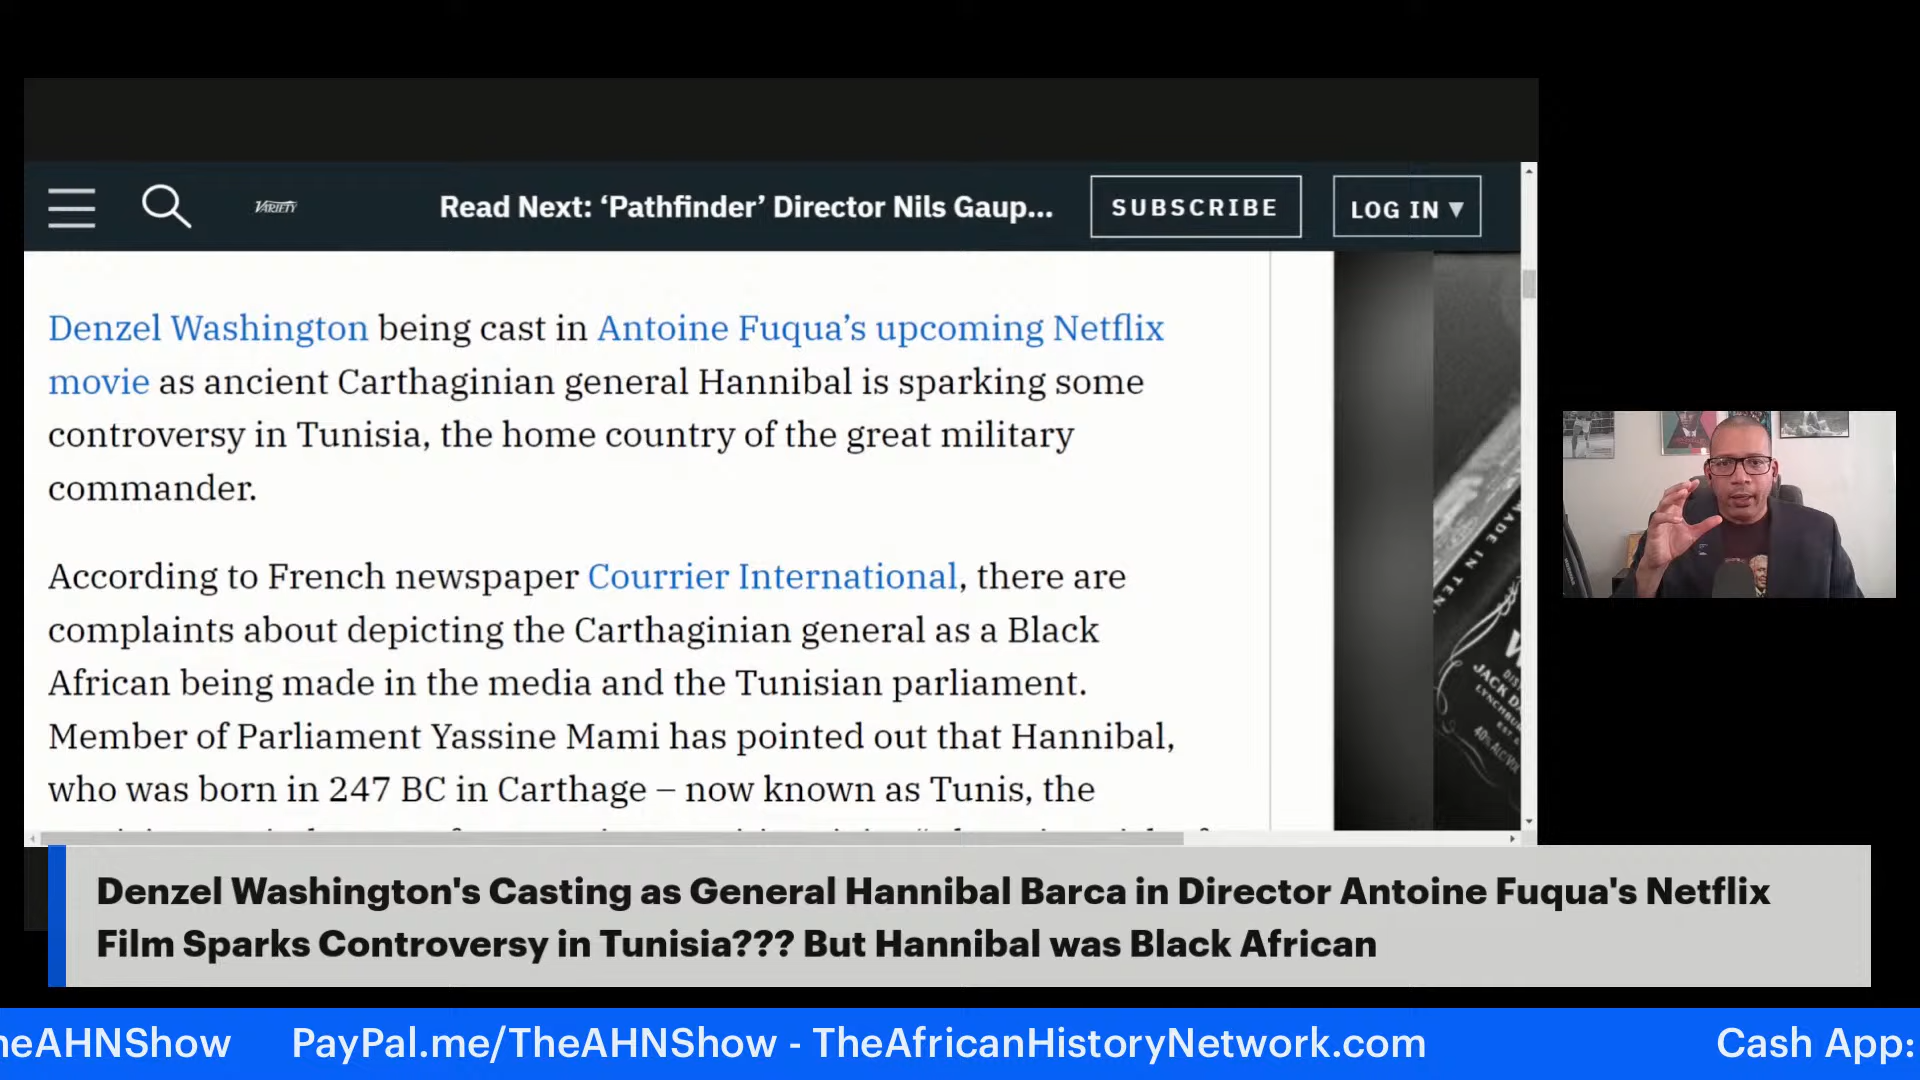 VARIETY
Read Next: ‘Pathfinder’ Director Nils Gaup...
SUBSCRIBE
LOG IN ▼
Denzel Washington being cast in Antoine Fuqua’s upcoming Netflix
movie as ancient Carthaginian general Hannibal is sparking some
controversy in Tunisia, the home country of the great military
commander.
According to French newspaper Courrier International, there are
complaints about depicting the Carthaginian general as a Black
African being made in the media and the Tunisian parliament.
Member of Parliament Yassine Mami has pointed out that Hannibal,
who was born in 247 BC in Carthage – now known as Tunis, the
MADE IN
Denzel Washington's Casting as General Hannibal Barca in Director Antoine Fuqua's Netflix
Film Sparks Controversy in Tunisia??? But Hannibal was Black African
heAHNShow PayPal.me/TheAHNShow - TheAfricanHistoryNetwork.com Cash App: